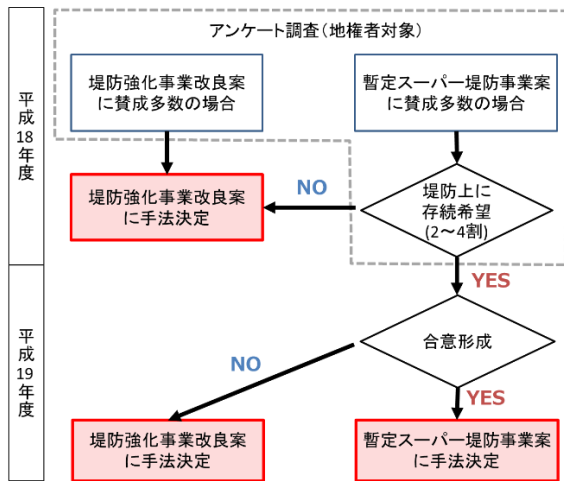 アンケート調査(地権者対象)
平成18年度
堤防強化事業改良案
に賛成多数の場合
暫定スーパー堤防事業案
に賛成多数の場合
堤防強化事業改良案
に手法決定
NO
堤防上に
存続希望
(2〜4割)
YES
平成19年度
合意形成
NO
YES
堤防強化事業改良案
に手法決定
暫定スーパー堤防事業案
に手法決定